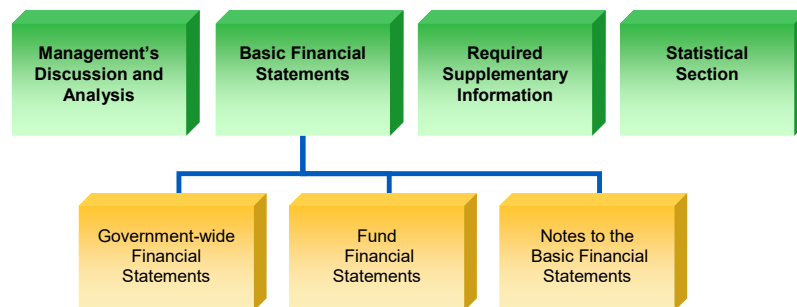 Management’s
Discussion and
Analysis
Basic Financial
Statements
Required
Supplementary
Information
Statistical
Section
Government-wide
Financial
Statements
Fund
Financial
Statements
Notes to the
Basic Financial
Statements